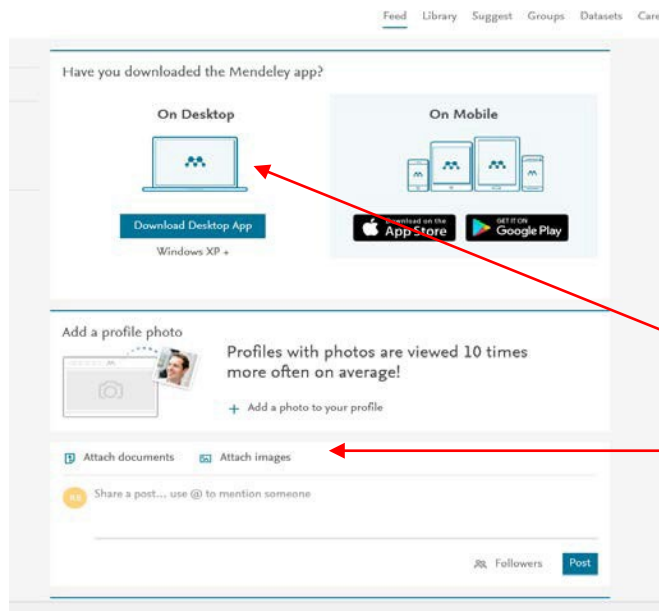 Feed Library Suggest Groups Datasets Care
Have you downloaded the Mendeley app?
On Desktop
On Mobile
Download Desktop App
Windows XP +
Download on the
App Store
GET IT ON
Google Play
Add a profile photo
Profiles with photos are viewed 10 times
more often on average!
+ Add a photo to your profile
Attach documents Attach images
Share a post... use @ to mention someone
Followers Post